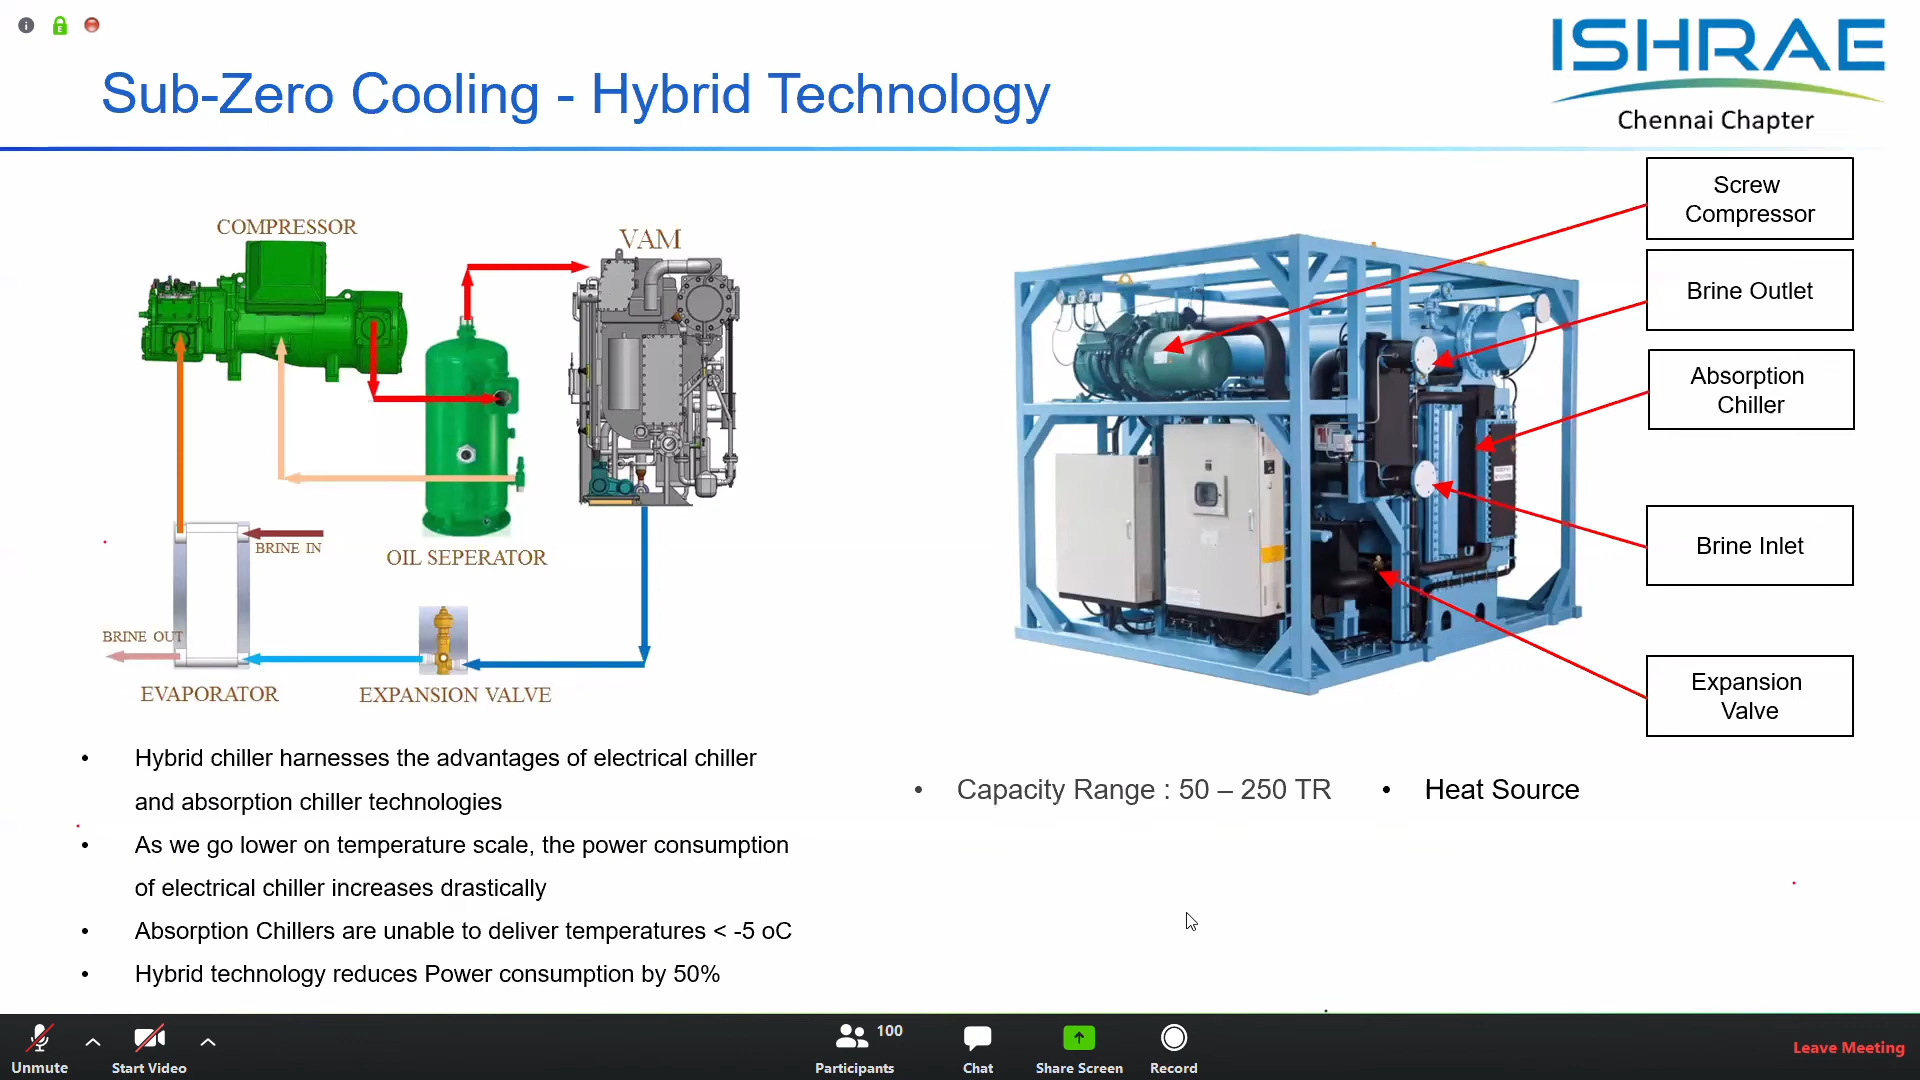 ISHRAE
Chennai Chapter
Sub-Zero Cooling - Hybrid Technology
COMPRESSOR
VAM
OIL SEPERATOR
BRINE IN
BRINE OUT
EVAPORATOR
EXPANSION VALVE
Screw
Compressor
Brine Outlet
Absorption
Chiller
Brine Inlet
Expansion
Valve
• Hybrid chiller harnesses the advantages of electrical chiller
and absorption chiller technologies
• As we go lower on temperature scale, the power consumption
of electrical chiller increases drastically
• Absorption Chillers are unable to deliver temperatures < -5 oC
• Hybrid technology reduces Power consumption by 50%
• Capacity Range : 50 – 250 TR
• Heat Source
Unmute
Start Video
Participants 100
Chat
Share Screen
Record
Leave Meeting